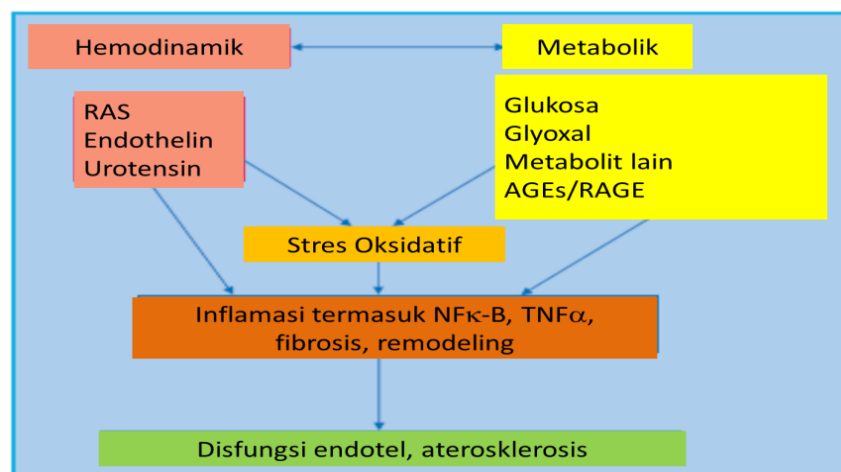 Hemodinamik
Metabolik
RAS
Endothelin
Urotensin
Glukosa
Glyoxal
Metabolit lain
AGEs/RAGE
Stres Oksidatif
Inflamasi termasuk NFκ-B, TNFα,
fibrosis, remodeling
Disfungsi endotel, aterosklerosis